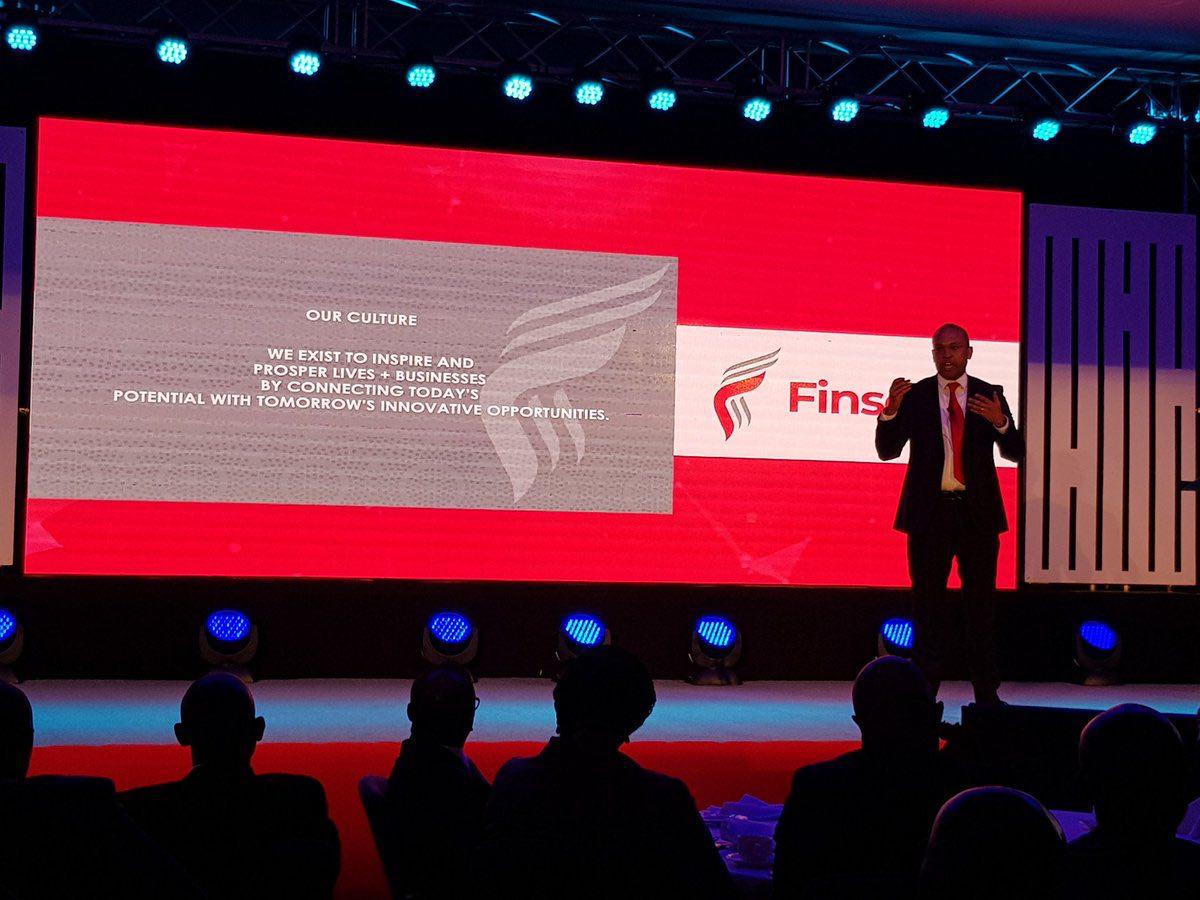 OUR CULTURE
WE EXIST TO INSPIRE AND
PROSPER LIVES + BUSINESSES
BY CONNECTING TODAY'S
POTENTIAL WITH TOMORROW'S INNOVATIVE OPPORTUNITIES.
Fins